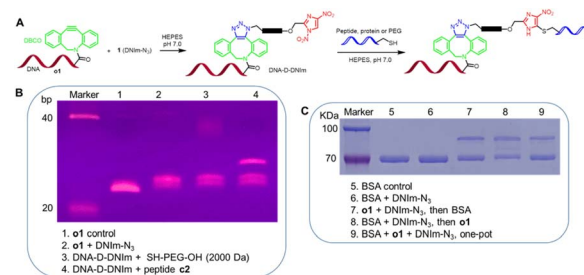 A
DBCO
DNA o1
+ 1 (DNIm-N₃)
HEPES
pH 7.0
N N N
N
O
O
NO₂
N
N
NO₂
DNA-D-DNIm
Peptide, protein or PEG
SH
HEPES, pH 7.0
N N N
N
O
O
NO₂
N
HN
S
B
bp Marker 1 2 3 4
40
20
1. o1 control
2. o1 + DNIm-N₃
3. DNA-D-DNIm + SH-PEG-OH (2000 Da)
4. DNA-D-DNIm + peptide c2
C
KDa Marker 5 6 7 8 9
100
70
5. BSA control
6. BSA + DNIm-N₃
7. o1 + DNIm-N₃, then BSA
8. BSA + DNIm-N₃, then o1
9. BSA + o1 + DNIm-N₃, one-pot